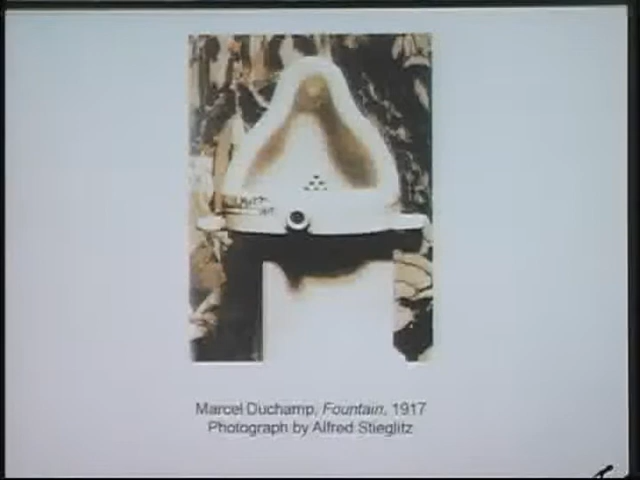 Marcel Duchamp, Fountain, 1917
Photograph by Alfred Stieglitz